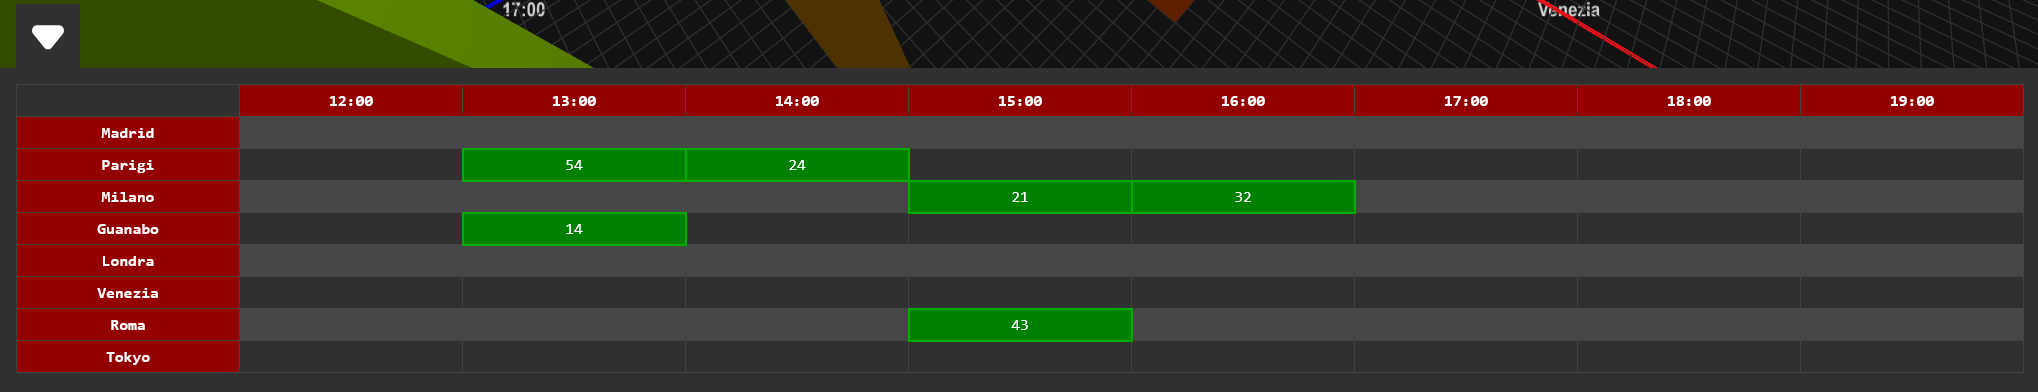 17:00 Venezia
12:00 13:00 14:00 15:00 16:00 17:00 18:00 19:00
Madrid
Parigi 54 24
Milano 21 32
Guanabo 14
Londra
Venezia
Roma 43
Tokyo